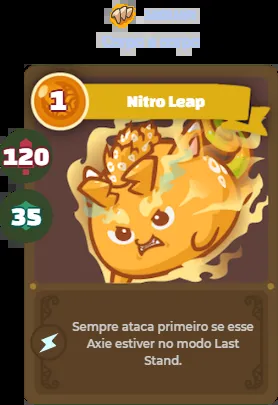 1
Nitro Leap
120
35
Sempre ataca primeiro se esse
Axie estiver no modo Last
Stand.